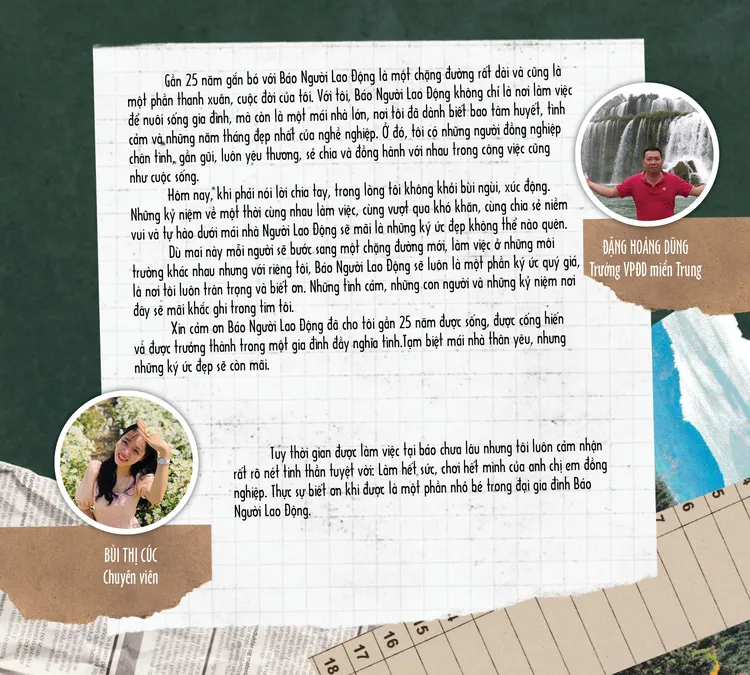 Gần 25 năm gắn bó với Báo Người Lao Động là một chặng đường rất dài và cũng là
một phần thanh xuân, cuộc đời của tôi. Với tôi, Báo Người Lao Động không chỉ là nơi làm việc
để nuôi sống gia đình, mà còn là một mái nhà lớn, nơi tôi đã dành biết bao tâm huyết, tình
cảm và những năm tháng đẹp nhất của nghề nghiệp. Ở đó, tôi có những người đồng nghiệp
chân tình, gần gũi, luôn yêu thương, sẻ chia và đồng hành với nhau trong công việc cũng
như cuộc sống.
Hôm nay, khi phải nói lời chia tay, trong lòng tôi không khỏi bùi ngùi, xúc động.
Những kỷ niệm về một thời cùng nhau làm việc, cùng vượt qua khó khăn, cùng chia sẻ niềm
vui và tự hào dưới mái nhà Người Lao Động sẽ mãi là những ký ức đẹp không thể nào quên.
Dù mai này mỗi người sẽ bước sang một chặng đường mới, làm việc ở những môi
trường khác nhau nhưng với riêng tôi, Báo Người Lao Động sẽ luôn là một phần ký ức quý giá,
là nơi tôi luôn trân trọng và biết ơn. Những tình cảm, những con người và những kỷ niệm nơi
đây sẽ mãi khắc ghi trong tim tôi.
Xin cảm ơn Báo Người Lao Động đã cho tôi gần 25 năm được sống, được cống hiến
và được trưởng thành trong một gia đình đầy nghĩa tình.Tạm biệt mái nhà thân yêu, nhưng
những ký ức đẹp sẽ còn mãi.
ĐẶNG HOÀNG DŨNG
Trưởng VPĐD miền Trung
Tuy thời gian được làm việc tại báo chưa lâu nhưng tôi luôn cảm nhận
rất rõ nét tinh thần tuyệt vời: Làm hết sức, chơi hết mình của anh chị em đồng
nghiệp. Thực sự biết ơn khi được là một phần nhỏ bé trong đại gia đình Báo
Người Lao Động.
BÙI THỊ CÚC
Chuyên viên
18
17
16
15
6
5